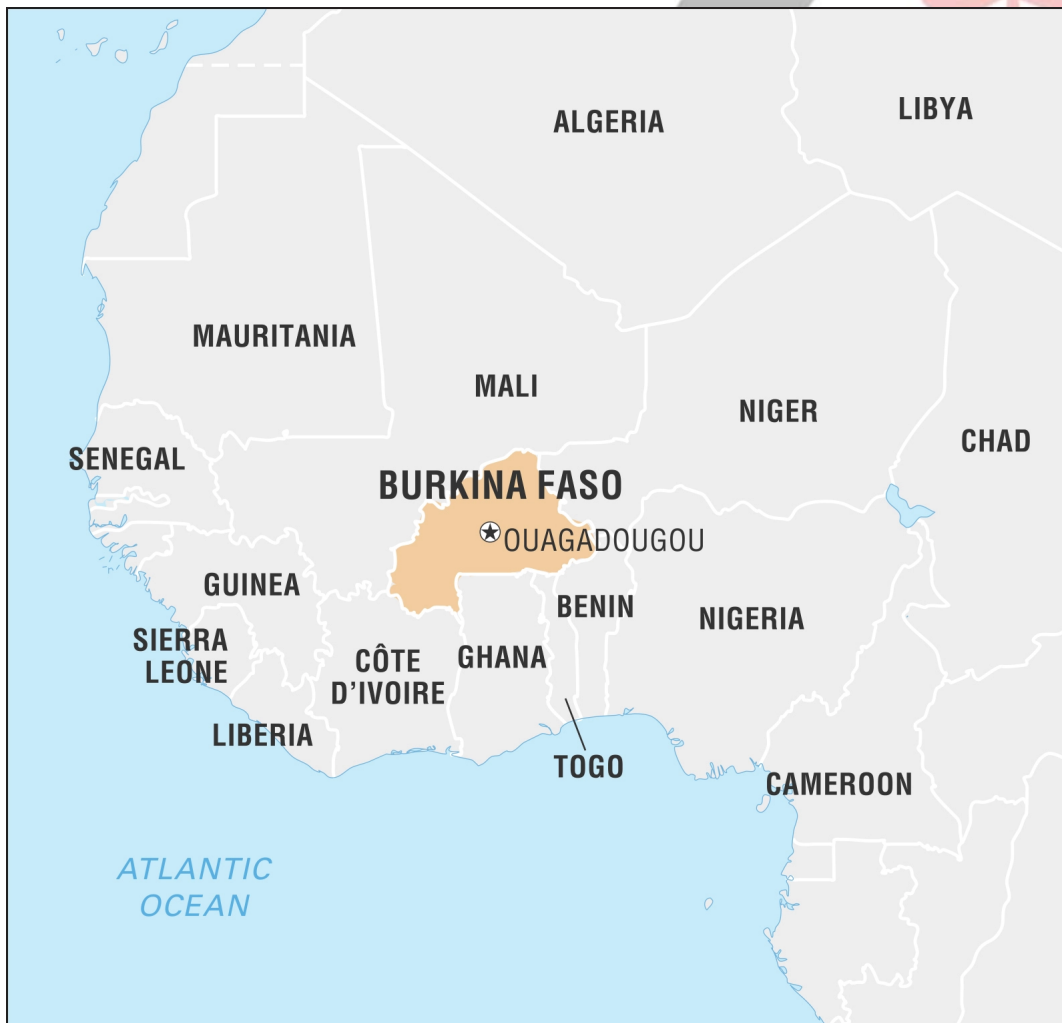 ALGERIA
LIBYA
MAURITANIA
MALI
NIGER
CHAD
SENEGAL
BURKINA FASO
OUAGADOUGOU
GUINEA
BENIN
NIGERIA
SIERRA
LEONE
CÔTE
D'IVOIRE
GHANA
LIBERIA
TOGO
CAMEROON
ATLANTIC
OCEAN